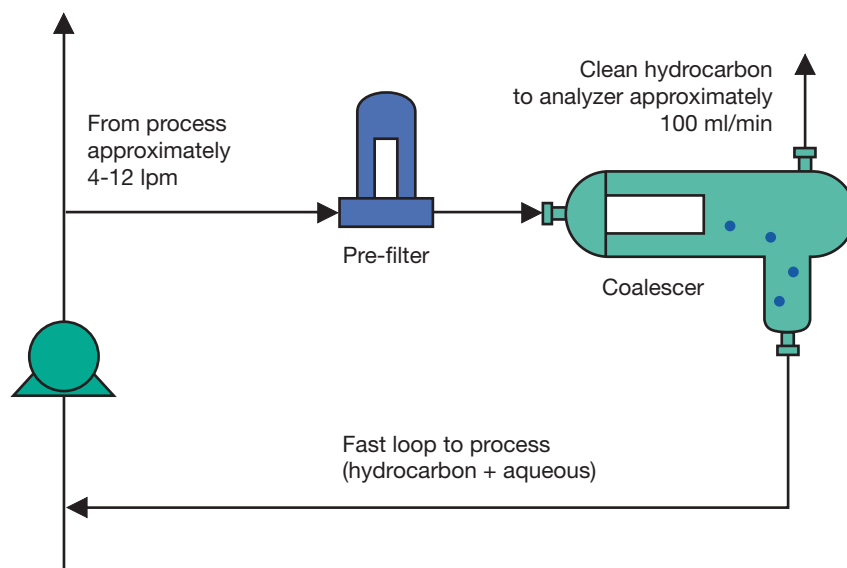 Clean hydrocarbon
to analyzer approximately
100 ml/min
From process
approximately
4-12 lpm
Pre-filter
Coalescer
Fast loop to process
(hydrocarbon + aqueous)